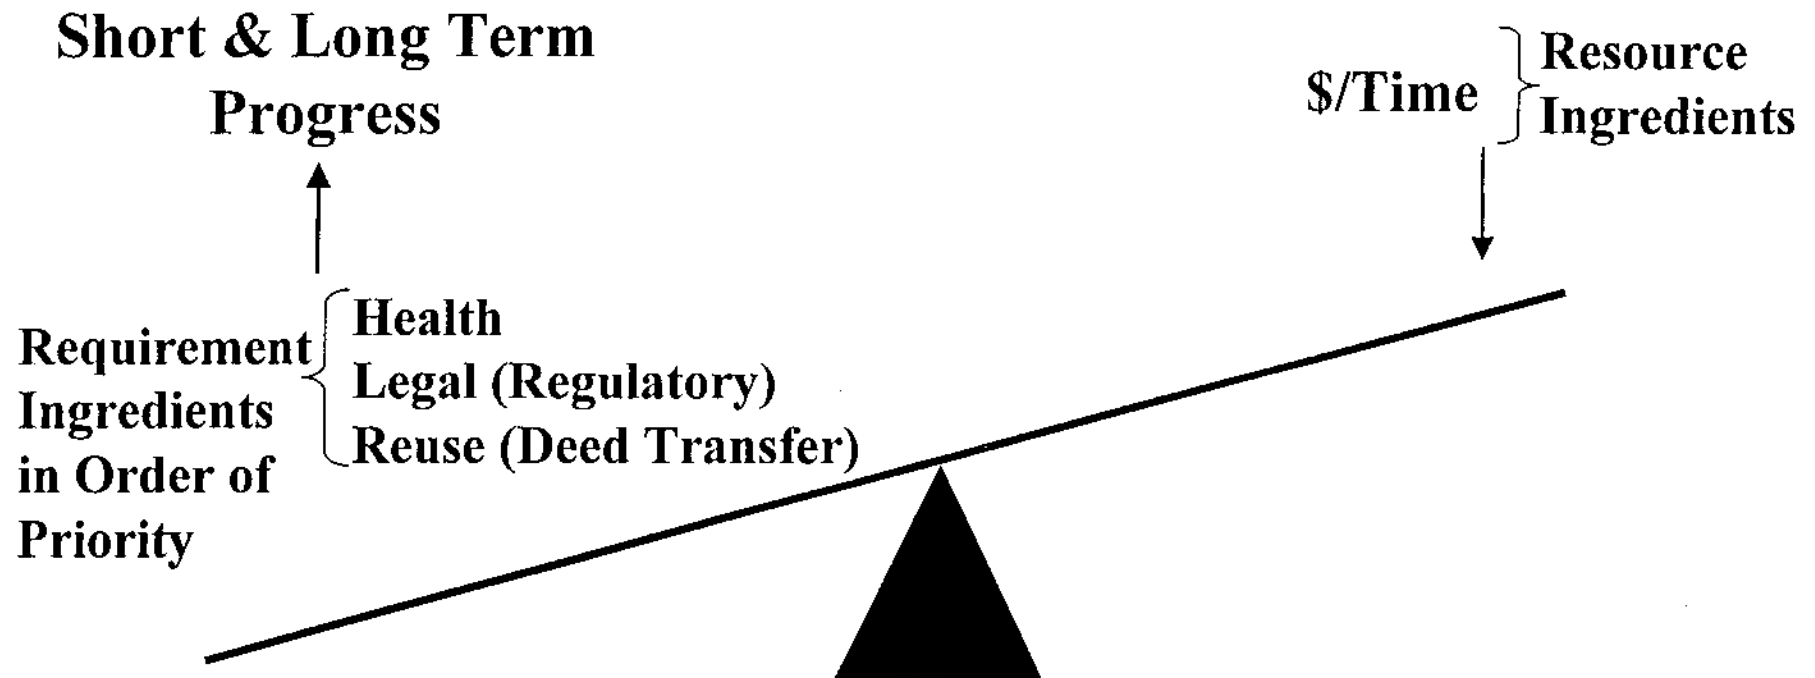 Short & Long Term
Progress
$/Time
Resource
Ingredients
Requirement
Ingredients
in Order of
Priority
Health
Legal (Regulatory)
Reuse (Deed Transfer)